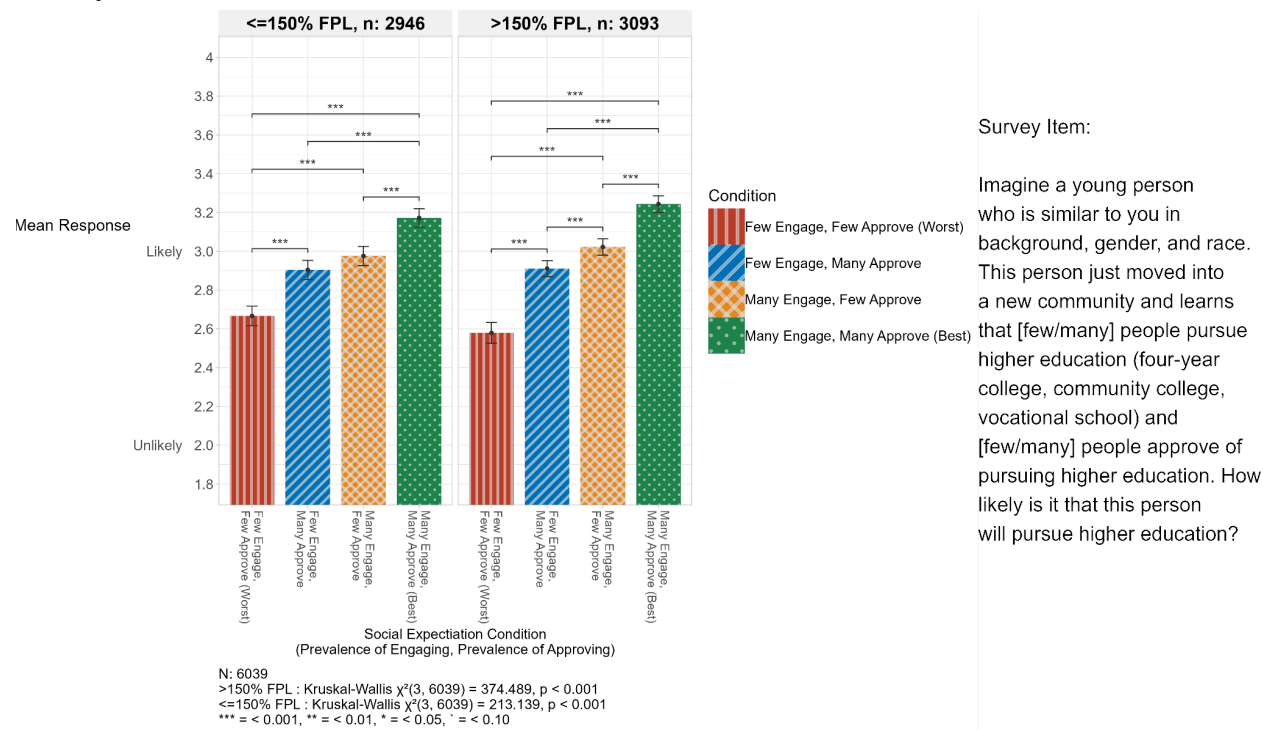 <=150% FPL, n: 2946
>150% FPL, n: 3093
4
3.8
3.6
3.4
3.2
3.0
2.8
2.6
2.4
2.2
2.0
1.8
Mean Response
Likely
Unlikely
***
***
***
***
***
***
***
***
***
***
***
Few Engage,
Few Approve (Worst)
Few Engage,
Many Approve
Many Engage,
Few Approve
Many Engage,
Many Approve (Best)
Few Engage,
Few Approve (Worst)
Few Engage,
Many Approve
Many Engage,
Few Approve
Many Engage,
Many Approve (Best)
Social Expectiation Condition
(Prevalence of Engaging, Prevalence of Approving)
N: 6039
>150% FPL : Kruskal-Wallis χ²(3, 6039) = 374.489, p < 0.001
<=150% FPL : Kruskal-Wallis χ²(3, 6039) = 213.139, p < 0.001
*** = < 0.001, ** = < 0.01, * = < 0.05, ` = < 0.10
Condition
Few Engage, Few Approve (Worst)
Few Engage, Many Approve
Many Engage, Few Approve
Many Engage, Many Approve (Best)
Survey Item:
Imagine a young person
who is similar to you in
background, gender, and race.
This person just moved into
a new community and learns
that [few/many] people pursue
higher education (four-year
college, community college,
vocational school) and
[few/many] people approve of
pursuing higher education. How
likely is it that this person
will pursue higher education?